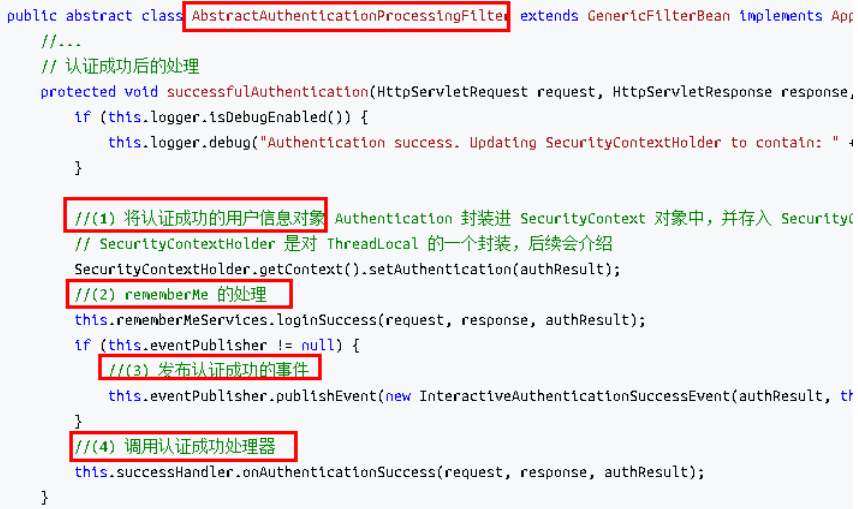 public abstract class AbstractAuthenticationProcessingFilter extends GenericFilterBean implements App
//...
// 认证成功后的处理
protected void successfulAuthentication(HttpServletRequest request, HttpServletResponse response,
if (this.logger.isDebugEnabled()) {
this.logger.debug("Authentication success. Updating SecurityContextHolder to contain: " +
}
//(1) 将认证成功的用户信息对象 Authentication 封装进 SecurityContext 对象中，并存入 SecurityC
// SecurityContextHolder 是对 ThreadLocal 的一个封装，后续会介绍
SecurityContextHolder.getContext().setAuthentication(authResult);
//(2) rememberMe 的处理
this.rememberMeServices.loginSuccess(request, response, authResult);
if (this.eventPublisher != null) {
//(3) 发布认证成功的事件
this.eventPublisher.publishEvent(new InteractiveAuthenticationSuccessEvent(authResult, th
}
//(4) 调用认证成功处理器
this.successHandler.onAuthenticationSuccess(request, response, authResult);
}